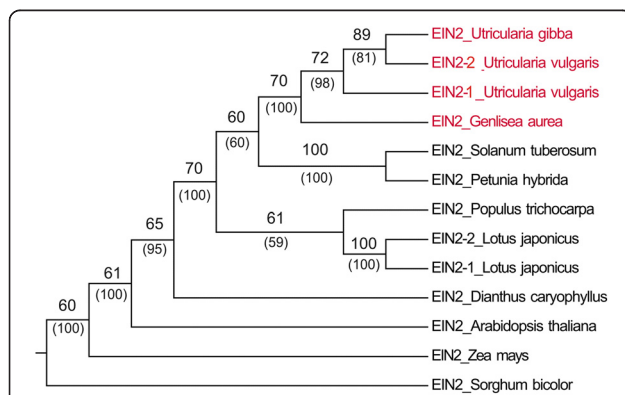 89
EIN2_Utricularia gibba
72
(81)
EIN2-2_Utricularia vulgaris
70
(98)
EIN2-1_Utricularia vulgaris
60
(100)
EIN2_Genlisea aurea
(60)
100
EIN2_Solanum tuberosum
70
(100)
EIN2_Petunia hybrida
(100)
61
EIN2_Populus trichocarpa
65
(59)
100
EIN2-2_Lotus japonicus
(95)
(100)
EIN2-1_Lotus japonicus
61
(100)
EIN2_Dianthus caryophyllus
60
(100)
EIN2_Arabidopsis thaliana
EIN2_Zea mays
EIN2_Sorghum bicolor